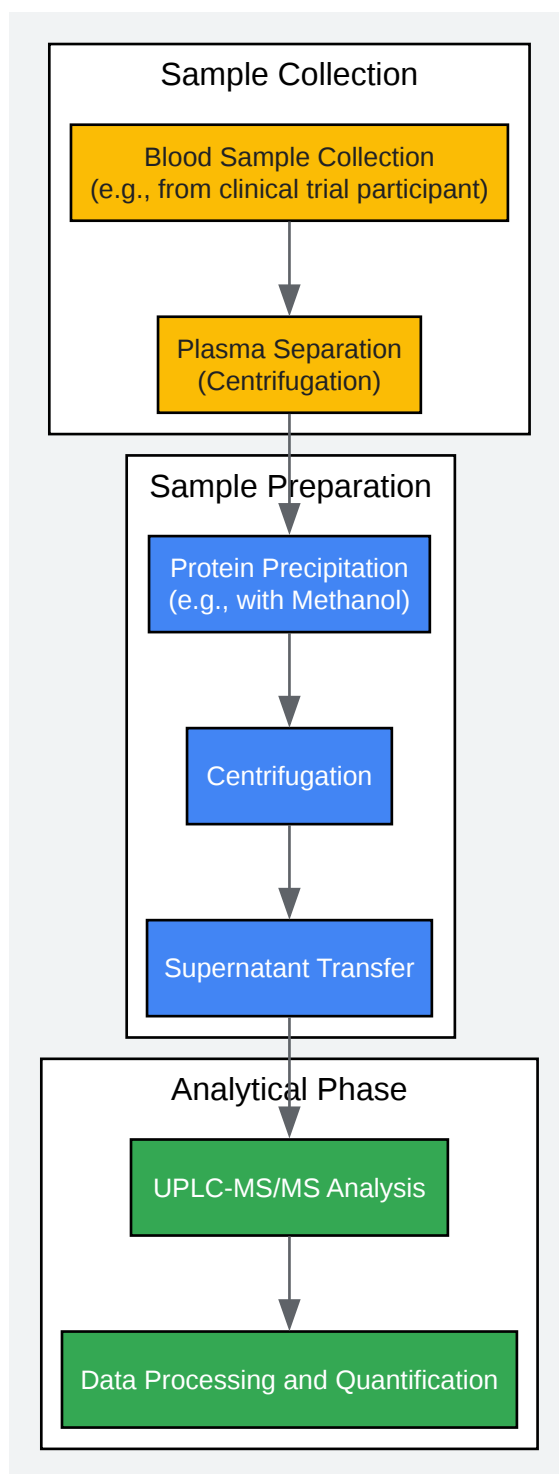 Sample Collection
Blood Sample Collection
(e.g., from clinical trial participant)
Plasma Separation
(Centrifugation)
Sample Preparation
Protein Precipitation
(e.g., with Methanol)
Centrifugation
Supernatant Transfer
Analytical Phase
UPLC-MS/MS Analysis
Data Processing and Quantification